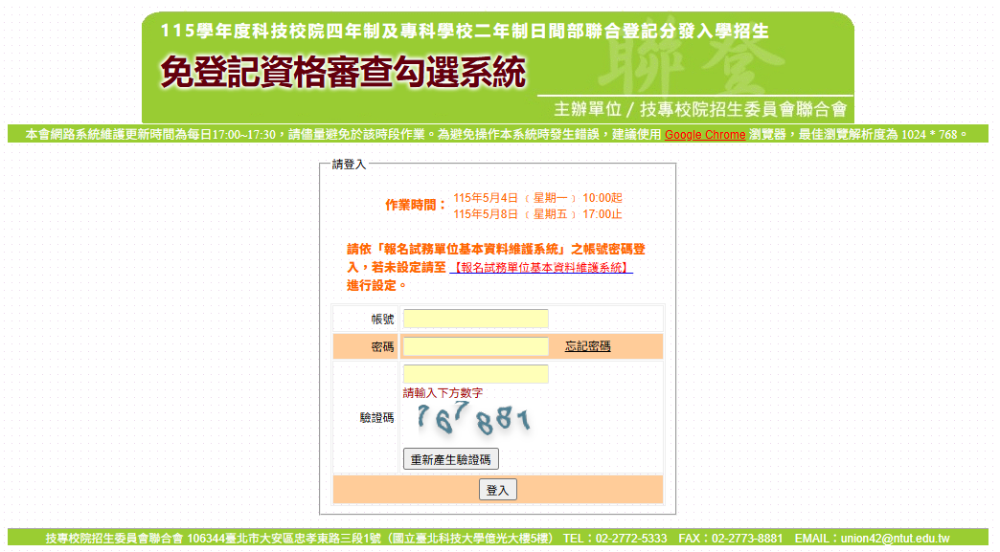 115學年度科技校院四年制及專科學校二年制日間部聯合登記分發入學招生
聯登
免登記資格審查勾選系統
主辦單位 / 技專校院招生委員會聯合會
本會網路系統維護更新時間為每日17:00~17:30，請儘量避免於該時段作業。為避免操作本系統時發生錯誤，建議使用 Google Chrome 瀏覽器，最佳瀏覽解析度為 1024 * 768。
請登入
作業時間：
115年5月4日﹙星期一﹚10:00起
115年5月8日﹙星期五﹚17:00止
請依「報名試務單位基本資料維護系統」之帳號密碼登
入，若未設定請至【報名試務單位基本資料維護系統】
進行設定。
帳號
密碼 忘記密碼
請輸入下方數字
驗證碼
767881
重新產生驗證碼
登入
技專校院招生委員會聯合會 106344臺北市大安區忠孝東路三段1號（國立臺北科技大學億光大樓5樓） TEL：02-2772-5333 FAX：02-2773-8881 EMAIL：union42@ntut.edu.tw